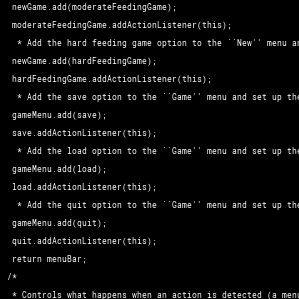 newGame.add(moderateFeedingGame);
moderateFeedingGame.addActionListener(this);
* Add the hard feeding game option to the ``New'' menu
newGame.add(hardFeedingGame);
hardFeedingGame.addActionListener(this);
* Add the save option to the ``Game'' menu and set up the
gameMenu.add(save);
save.addActionListener(this);
* Add the load option to the ``Game'' menu and set up the
gameMenu.add(load);
load.addActionListener(this);
* Add the quit option to the ``Game'' menu and set up the
gameMenu.add(quit);
quit.addActionListener(this);
return menuBar;
/*
* Controls what happens when an action is detected (a menu